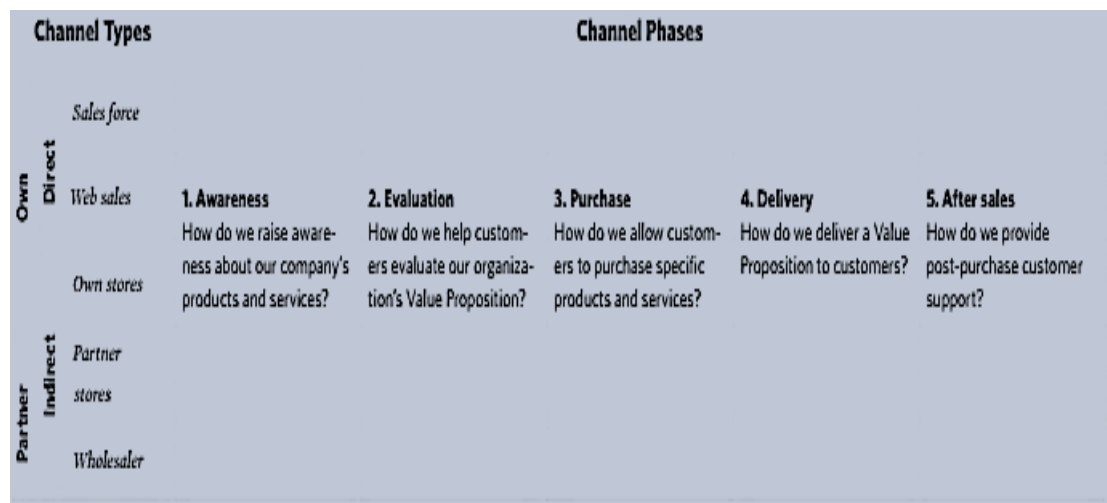 Channel Types
Channel Phases
Own
Direct
Sales force
Web sales
Own stores
Partner
Indirect
Partner
stores
Wholesaler
1. Awareness
How do we raise aware-
ness about our company's
products and services?
2. Evaluation
How do we help custom-
ers evaluate our organiza-
tion's Value Proposition?
3. Purchase
How do we allow custom-
ers to purchase specific
products and services?
4. Delivery
How do we deliver a Value
Proposition to customers?
5. After sales
How do we provide
post-purchase customer
support?